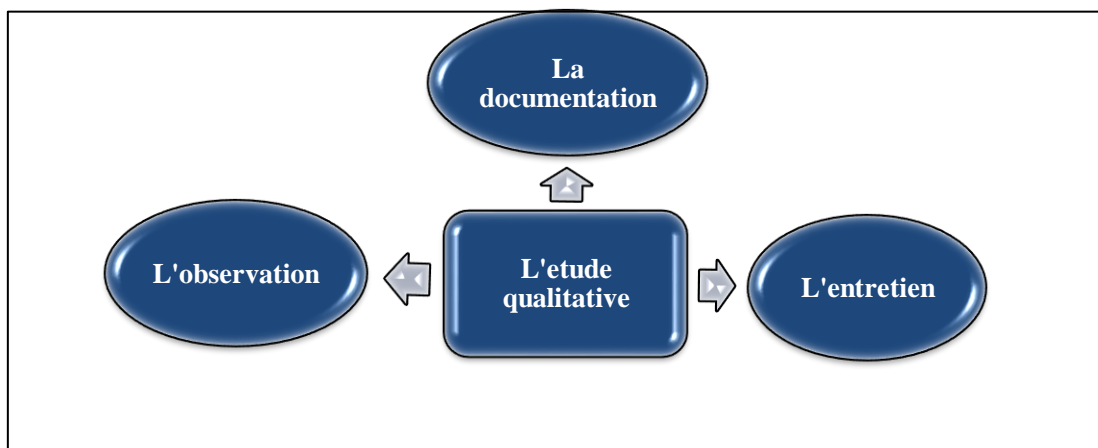 La
documentation
L'observation
L'etude
qualitative
L'entretien